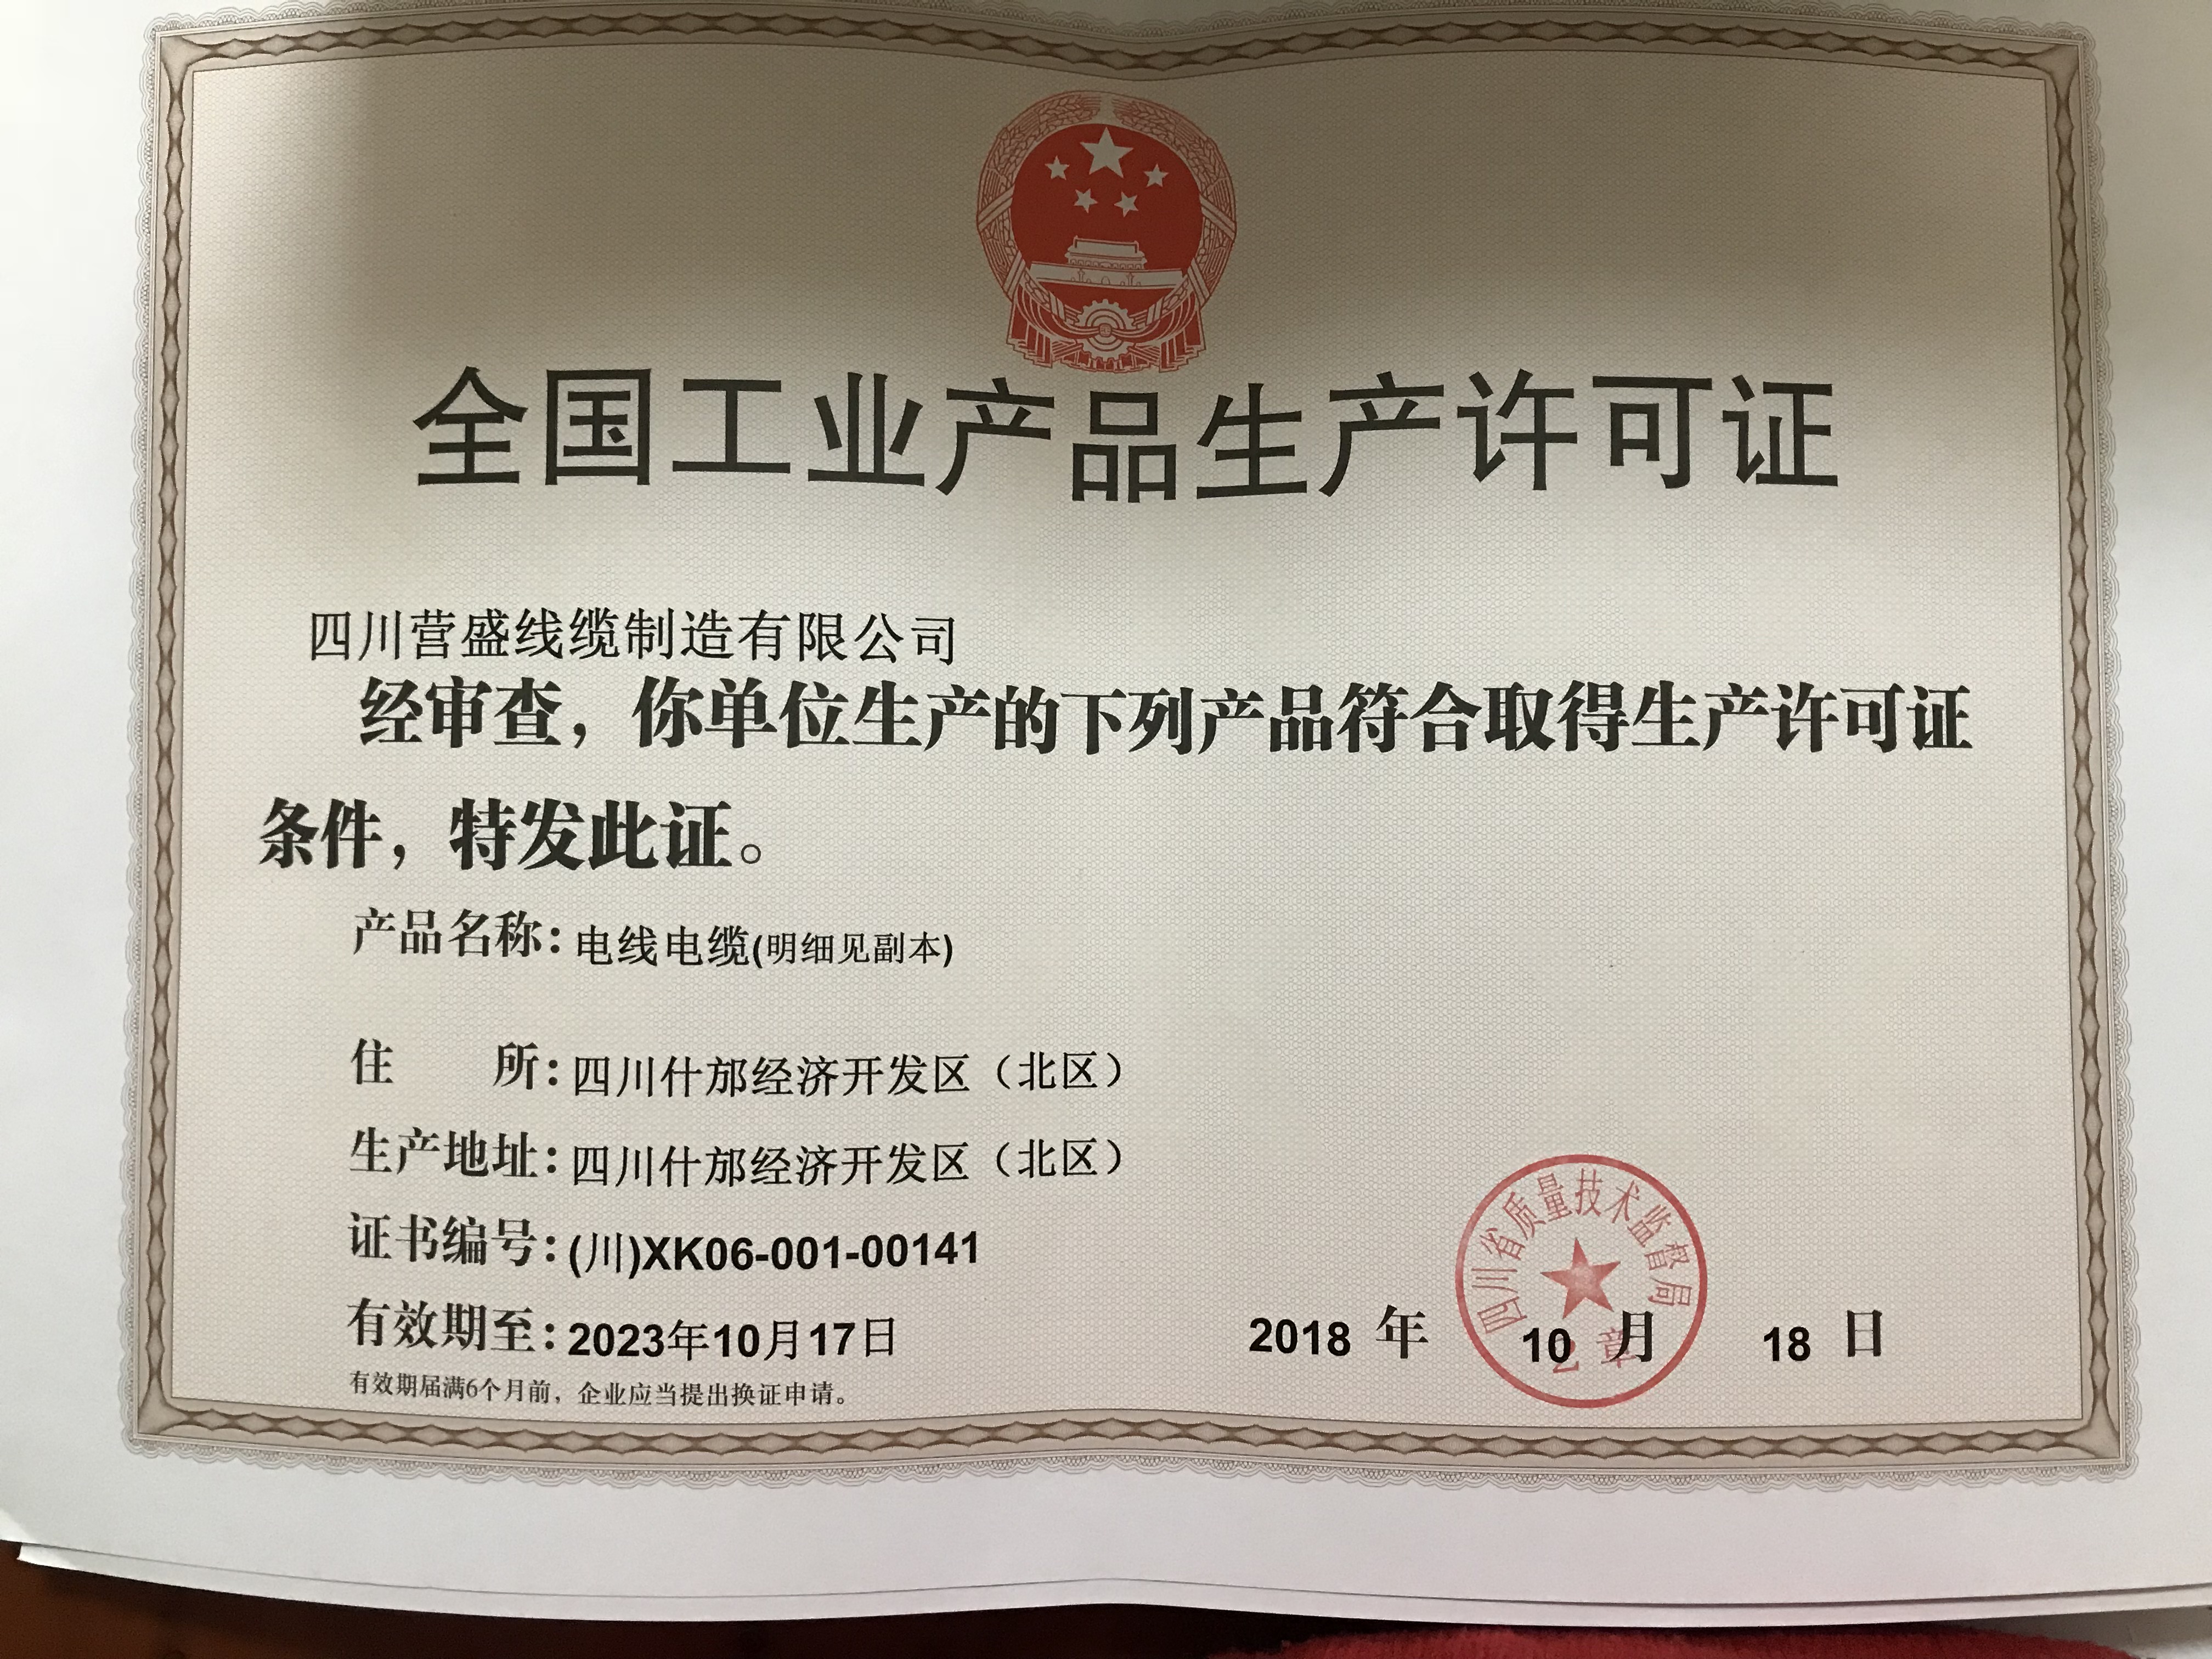 全国工业产品生产许可证
四川营盛线缆制造有限公司
经审查，你单位生产的下列产品符合取得生产许可证
条件，特发此证。
产品名称：电线电缆(明细见副本)
住 所：四川什邡经济开发区（北区）
生产地址：四川什邡经济开发区（北区）
证书编号：(川)XK06-001-00141
有效期至：2023年10月17日
有效期届满6个月前，企业应当提出换证申请。
四川省质量技术监督局
2018 年 10 月 18 日
2 章